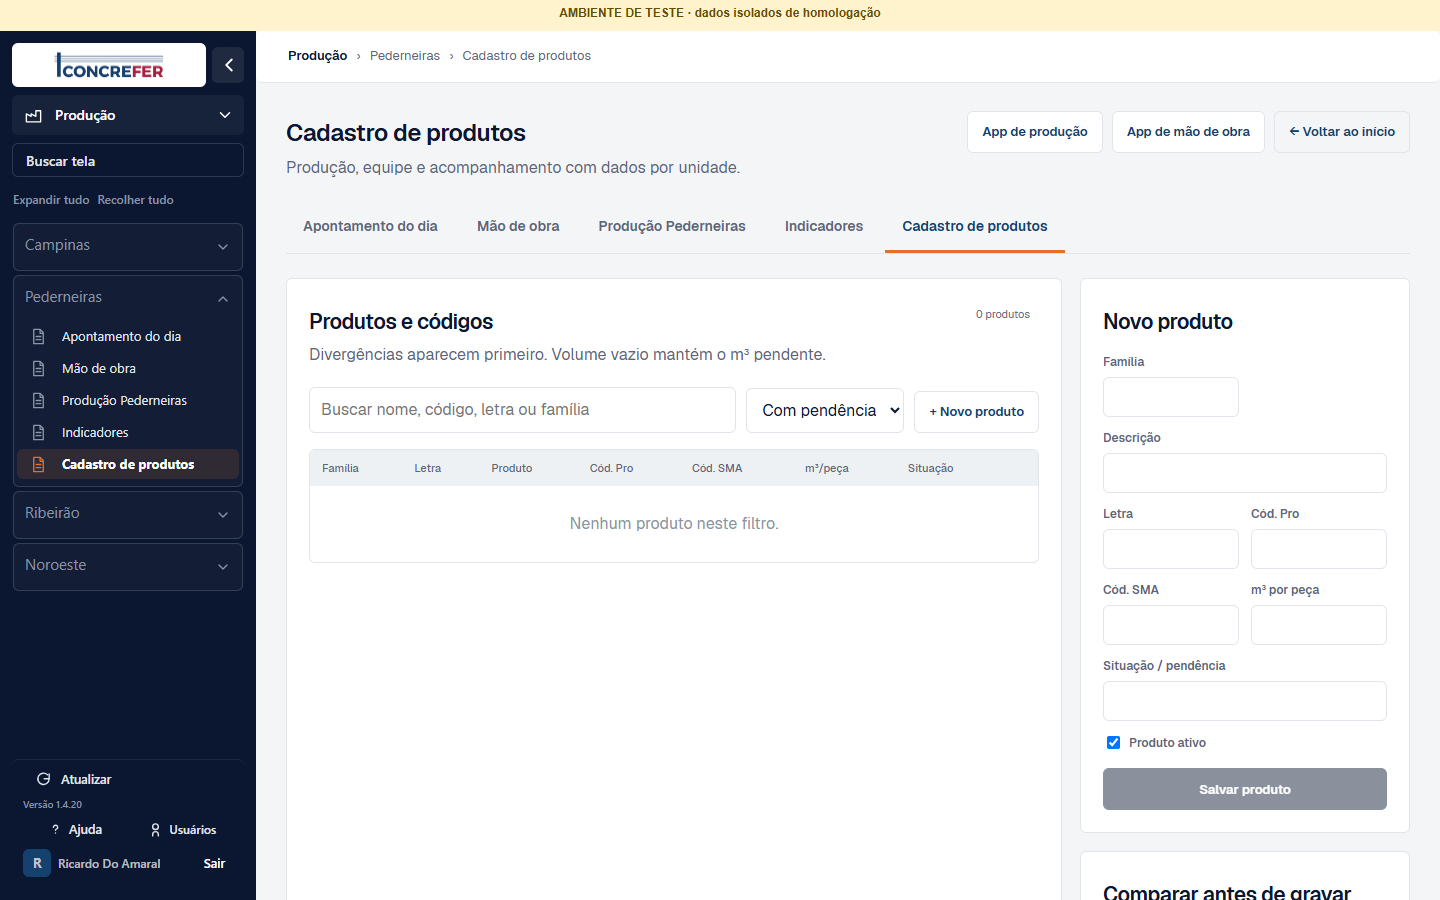 AMBIENTE DE TESTE · dados isolados de homologação
CONCREFER
Produção
Buscar tela
Expandir tudo Recolher tudo
Campinas
Pederneiras
Apontamento do dia
Mão de obra
Produção Pederneiras
Indicadores
Cadastro de produtos
Ribeirão
Noroeste
Atualizar
Versão 1.4.20
? Ajuda Usuários
R Ricardo Do Amaral Sair
Produção › Pederneiras › Cadastro de produtos
Cadastro de produtos
Produção, equipe e acompanhamento com dados por unidade.
App de produção App de mão de obra ← Voltar ao início
Apontamento do dia Mão de obra Produção Pederneiras Indicadores Cadastro de produtos
Produtos e códigos
0 produtos
Divergências aparecem primeiro. Volume vazio mantém o m³ pendente.
Buscar nome, código, letra ou família Com pendência + Novo produto
Família Letra Produto Cód. Pro Cód. SMA m³/peça Situação
Nenhum produto neste filtro.
Novo produto
Família
Descrição
Letra Cód. Pro
Cód. SMA m³ por peça
Situação / pendência
Produto ativo
Salvar produto
Comparar antes de gravar